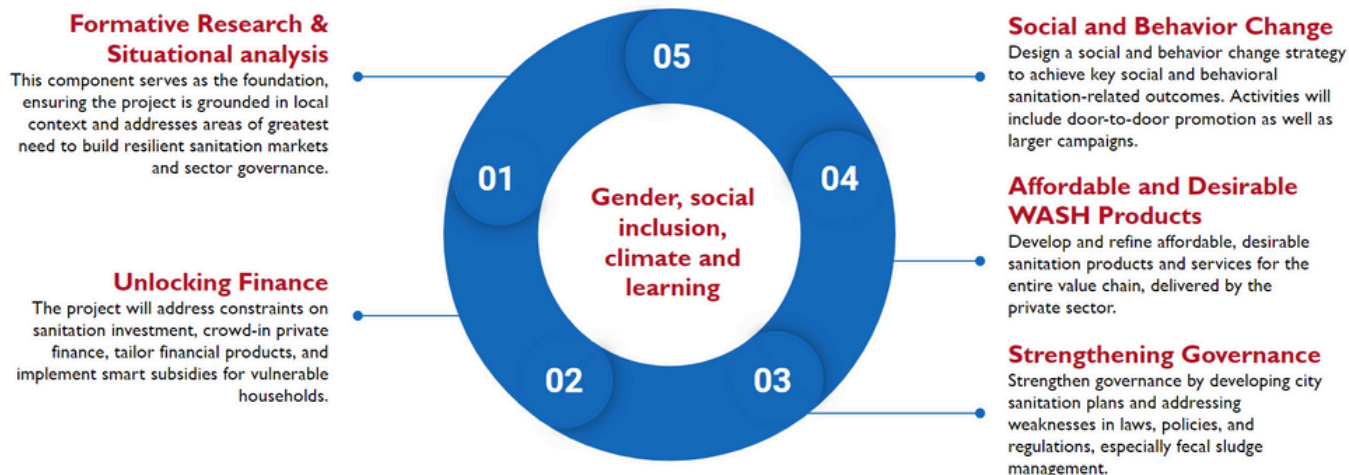 Formative Research &
Situational analysis
This component serves as the foundation,
ensuring the project is grounded in local
context and addresses areas of greatest
need to build resilient sanitation markets
and sector governance.
Unlocking Finance
The project will address constraints on
sanitation investment, crowd-in private
finance, tailor financial products, and
implement smart subsidies for vulnerable
households.
05
01
04
02
03
Gender, social
inclusion,
climate and
learning
Social and Behavior Change
Design a social and behavior change strategy
to achieve key social and behavioral
sanitation-related outcomes. Activities will
include door-to-door promotion as well as
larger campaigns.
Affordable and Desirable
WASH Products
Develop and refine affordable, desirable
sanitation products and services for the
entire value chain, delivered by the
private sector.
Strengthening Governance
Strengthen governance by developing city
sanitation plans and addressing
weaknesses in laws, policies, and
regulations, especially fecal sludge
management.